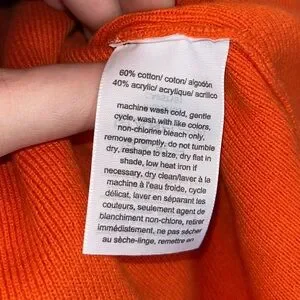 60% cotton/ coton/ algodón
40% acrylic/ acrylique/ acrílico
machine wash cold, gentle
cycle, wash with like colors,
non-chlorine bleach only,
remove promptly, do not tumble
dry, reshape to size, dry flat in
shade, low heat iron if
necessary, dry clean/laver à la
machine à l'eau froide, cycle
délicat, laver en séparant les
couleurs, seulement agent de
blanchiment non-chlore, retirer
immédiatement, ne pas sécher
au sèche-linge, remettre en